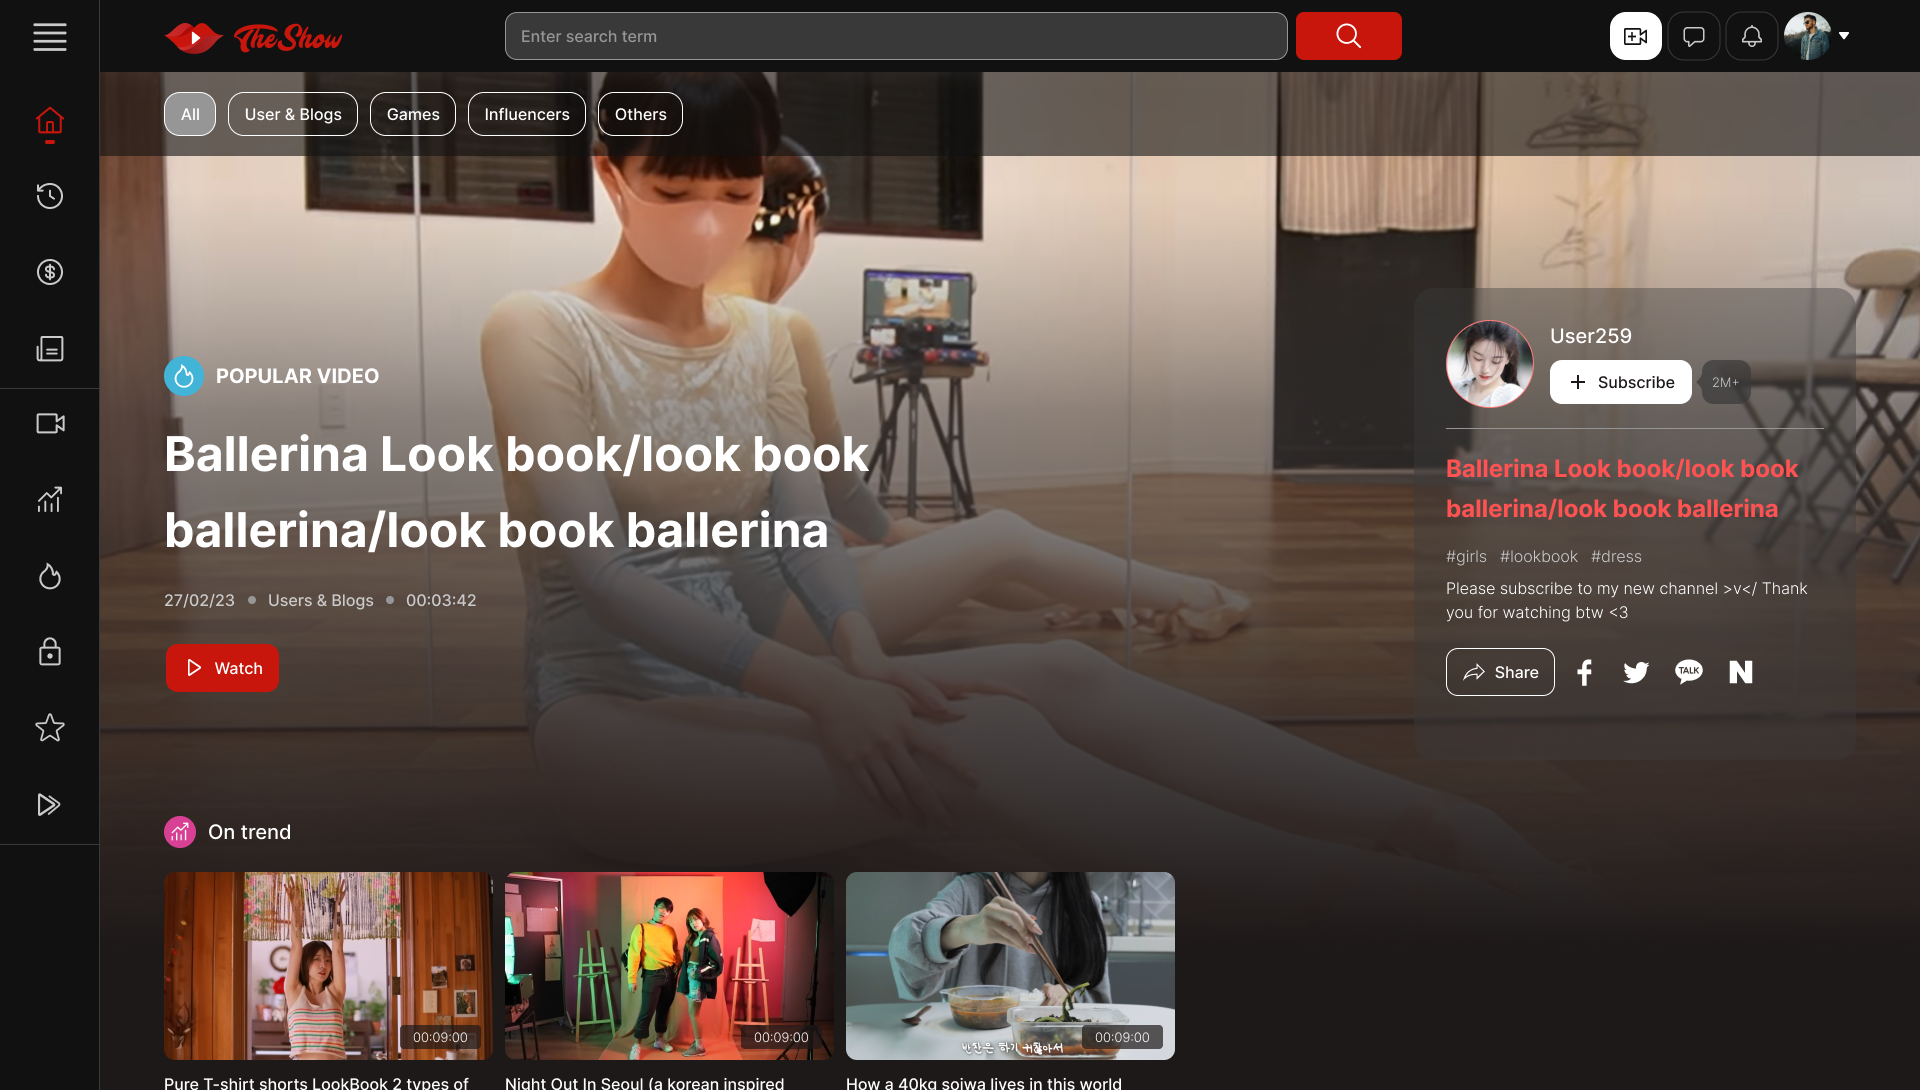 TheShow
Enter search term
All
User & Blogs
Games
Influencers
Others
POPULAR VIDEO
Ballerina Look book/look book
ballerina/look book ballerina
27/02/23
Users & Blogs
00:03:42
Watch
User259
Subscribe
2M+
Ballerina Look book/look book
ballerina/look book ballerina
#girls #lookbook #dress
Please subscribe to my new channel >v</ Thank
you for watching btw <3
Share
TALK
N
On trend
00:09:00
00:09:00
00:09:00
반찬은 하기 귀찮아서
Pure T-shirt shorts LookBook 2 types of
Night Out In Seoul (a korean inspired
How a 40kg soiwa lives in this world